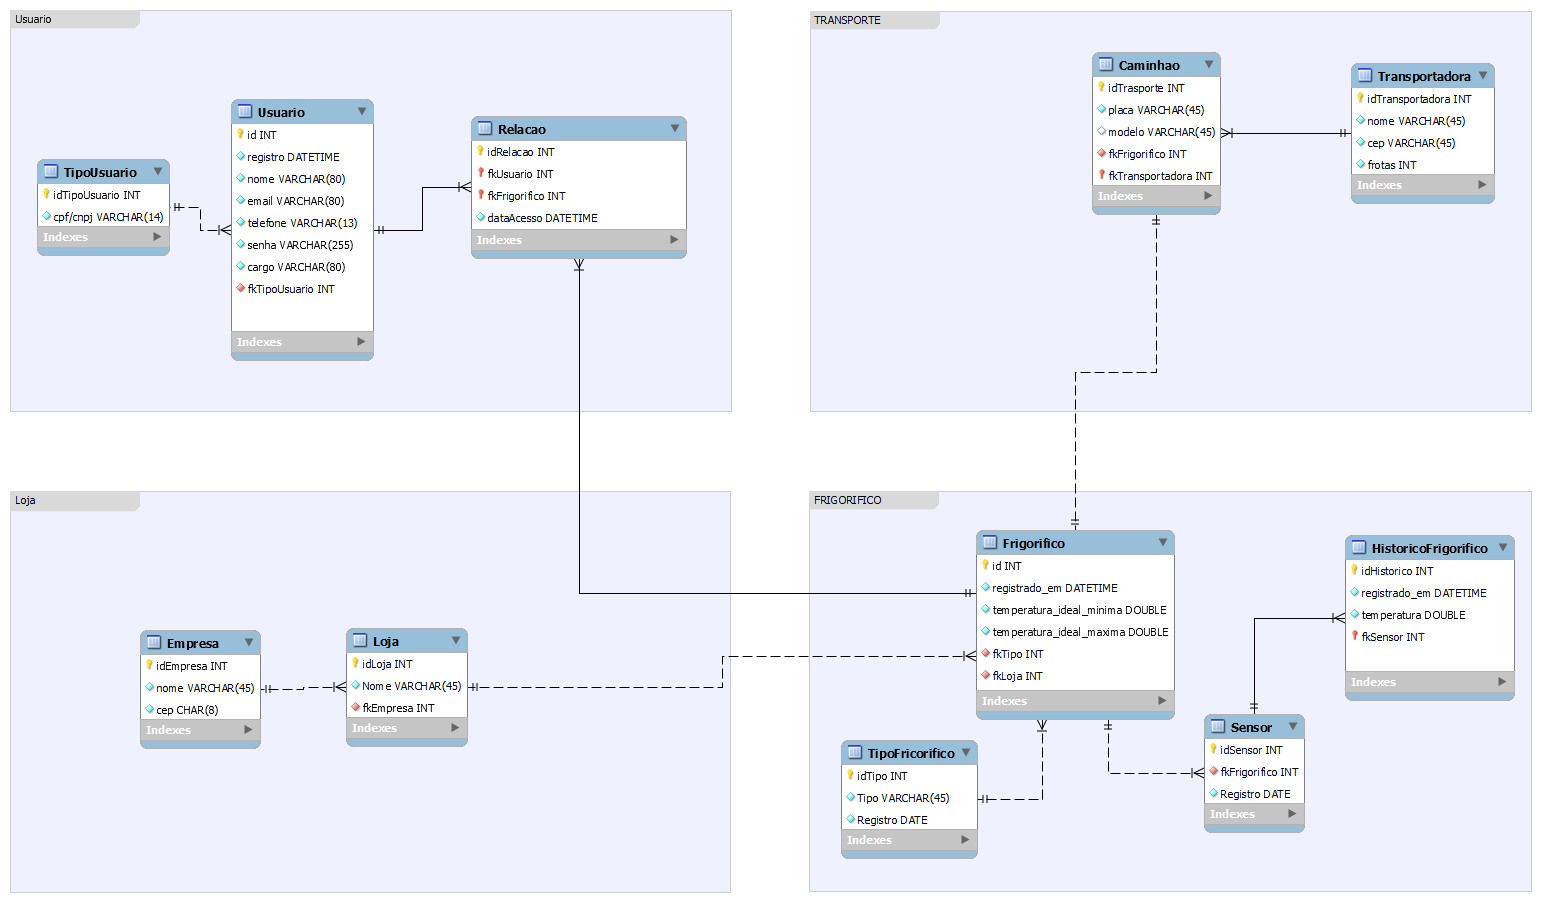 Usuario
TipoUsuario
idTipoUsuario INT
cpf/cnpj VARCHAR(14)
Indexes
Usuario
id INT
registro DATETIME
nome VARCHAR(80)
email VARCHAR(80)
telefone VARCHAR(13)
senha VARCHAR(255)
cargo VARCHAR(80)
fkTipoUsuario INT
Indexes
Relacao
idRelacao INT
fkUsuario INT
fkFrigorifico INT
dataAcesso DATETIME
Indexes
TRANSPORTE
Caminhao
idTrasporte INT
placa VARCHAR(45)
modelo VARCHAR(45)
fkFrigorifico INT
fkTransportadora INT
Indexes
Transportadora
idTransportadora INT
nome VARCHAR(45)
cep VARCHAR(45)
frotas INT
Indexes
Loja
Empresa
idEmpresa INT
nome VARCHAR(45)
cep CHAR(8)
Indexes
Loja
idLoja INT
Nome VARCHAR(45)
fkEmpresa INT
Indexes
FRIGORIFICO
Frigorifico
id INT
registrado_em DATETIME
temperatura_ideal_minima DOUBLE
temperatura_ideal_maxima DOUBLE
fkTipo INT
fkLoja INT
Indexes
HistoricoFrigorifico
idHistorico INT
registrado_em DATETIME
temperatura DOUBLE
fkSensor INT
Indexes
TipoFricorifico
idTipo INT
Tipo VARCHAR(45)
Registro DATE
Indexes
Sensor
idSensor INT
fkFrigorifico INT
Registro DATE
Indexes